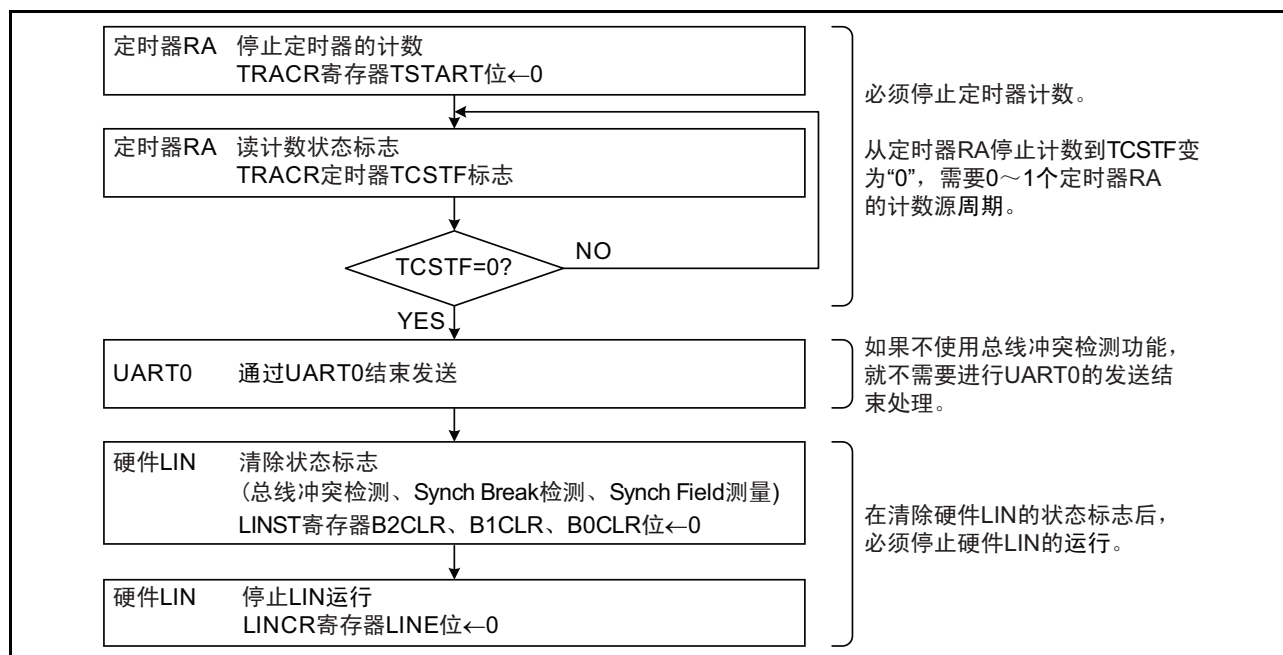 定时器RA 停止定时器的计数
TRACR寄存器TSTART位←0
必须停止定时器计数。
定时器RA 读计数状态标志
TRACR定时器TCSTF标志
从定时器RA停止计数到TCSTF变
为“0”，需要0～1个定时器RA
的计数源周期。
TCSTF=0?
NO
YES
UART0 通过UART0结束发送
如果不使用总线冲突检测功能，
就不需要进行UART0的发送结
束处理。
硬件LIN 清除状态标志
(总线冲突检测、Synch Break检测、Synch Field测量)
LINST寄存器B2CLR、B1CLR、B0CLR位←0
在清除硬件LIN的状态标志后，
必须停止硬件LIN的运行。
硬件LIN 停止LIN运行
LINCR寄存器LINE位←0